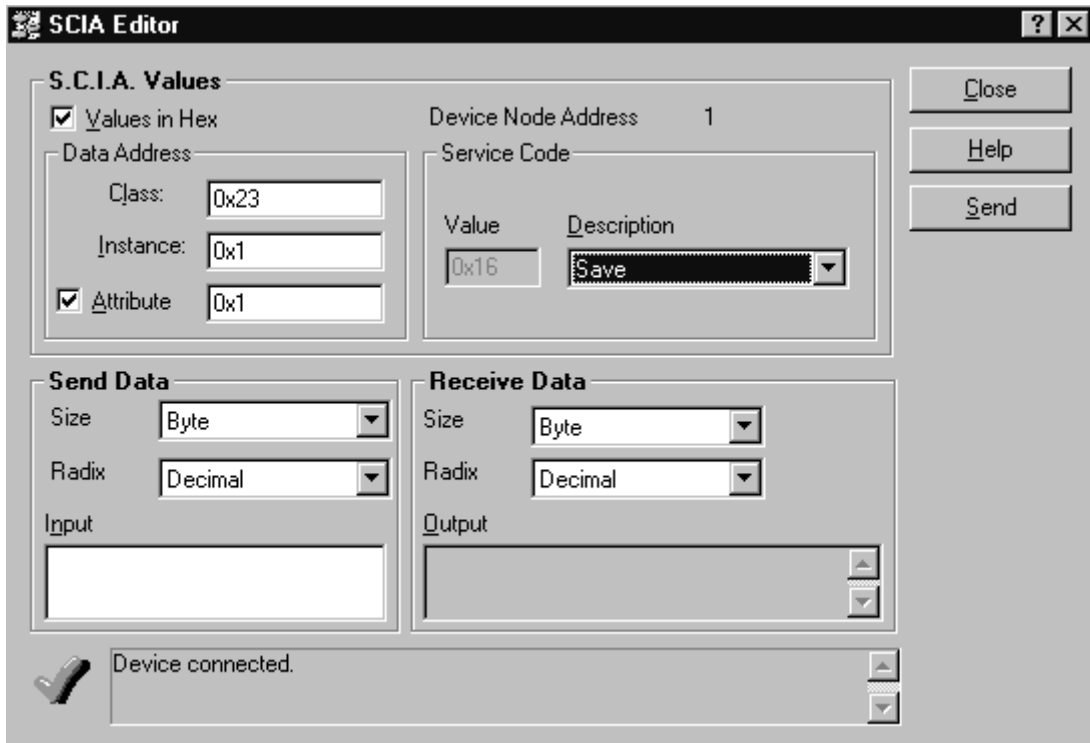 SCIA Editor
S.C.I.A. Values
Close
Values in Hex
Device Node Address 1
Help
Data Address
Service Code
Send
Class: 0x23
Value Description
Instance: 0x1
0x16 Save
Attribute 0x1
Send Data
Receive Data
Size Byte
Size Byte
Radix Decimal
Radix Decimal
Input
Output
Device connected.